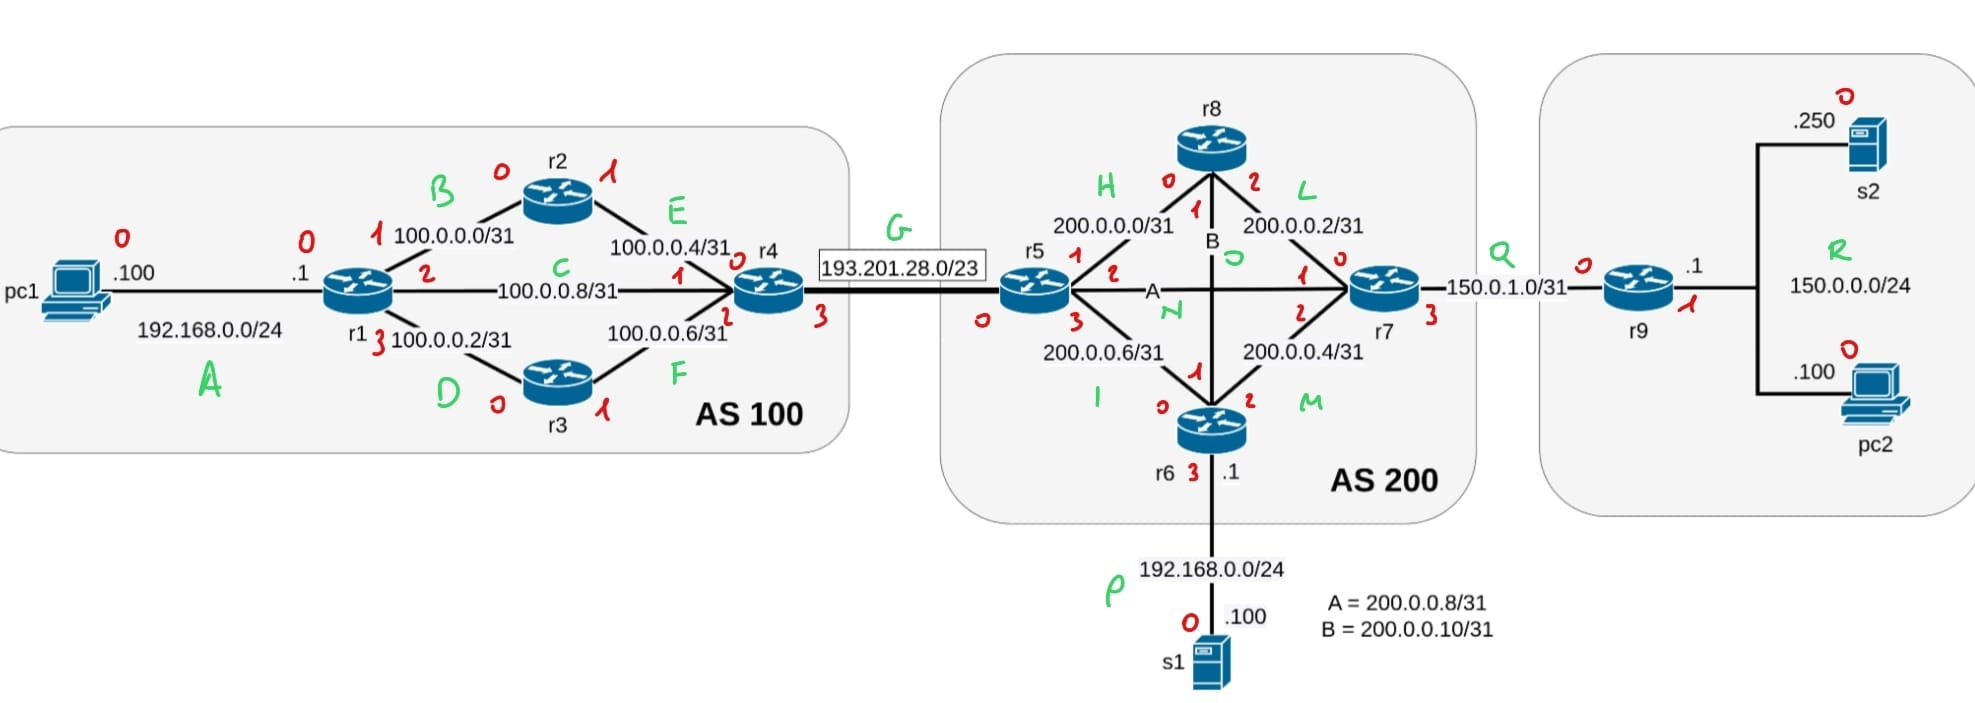 r8
.250
0
s2
r2
0
1
B
1
100.0.0.0/31
E
100.0.0.4/31
0
r4
G
193.201.28.0/23
H
0
2
L
200.0.0.0/31
1
200.0.0.2/31
B
O
r5
1
2
0
.1
0
.100
pc1
192.168.0.0/24
A
r1
2
C
100.0.0.8/31
1
3
100.0.0.2/31
100.0.0.6/31
2
3
D
0
r3
1
F
AS 100
0
3
A
N
1
2
r7
3
Q
150.0.1.0/31
0
r9
.1
1
R
150.0.0.0/24
200.0.0.6/31
200.0.0.4/31
I
0
1
2
M
r6
3
.1
AS 200
0
.100
pc2
192.168.0.0/24
P
0
.100
s1
A = 200.0.0.8/31
B = 200.0.0.10/31